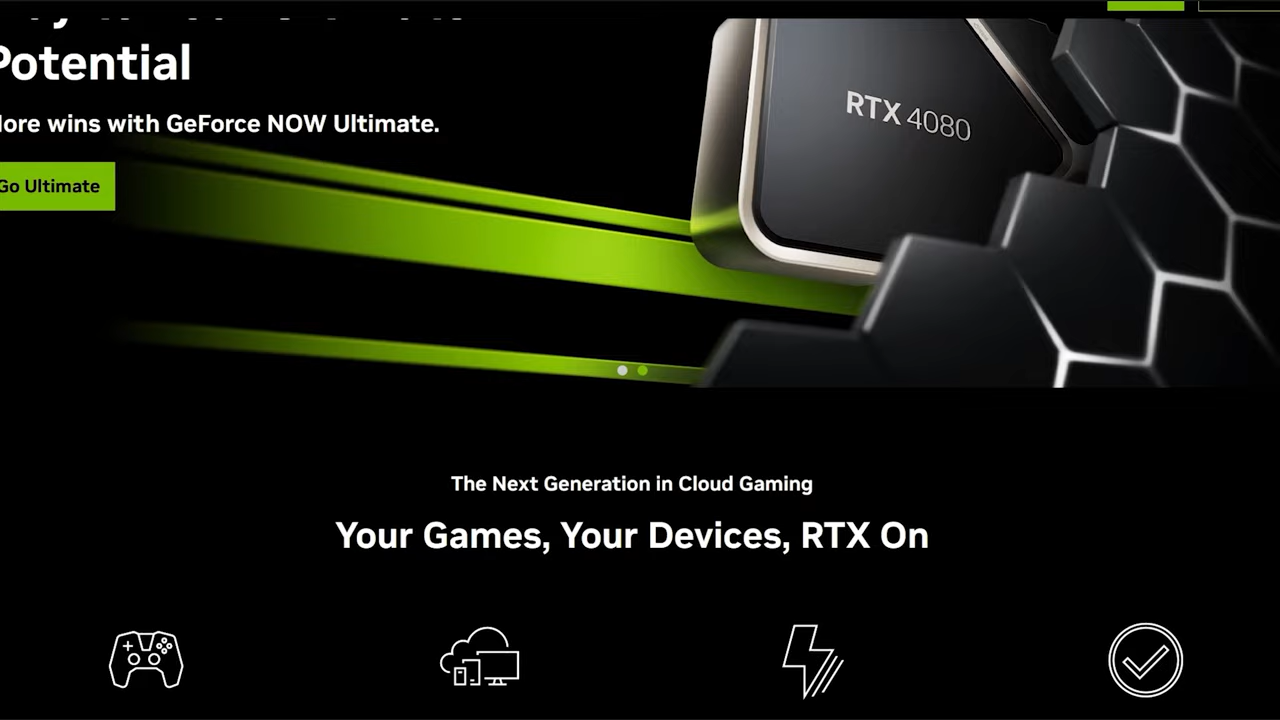 Potential
ore wins with GeForce NOW Ultimate.
Go Ultimate
RTX 4080
The Next Generation in Cloud Gaming
Your Games, Your Devices, RTX On